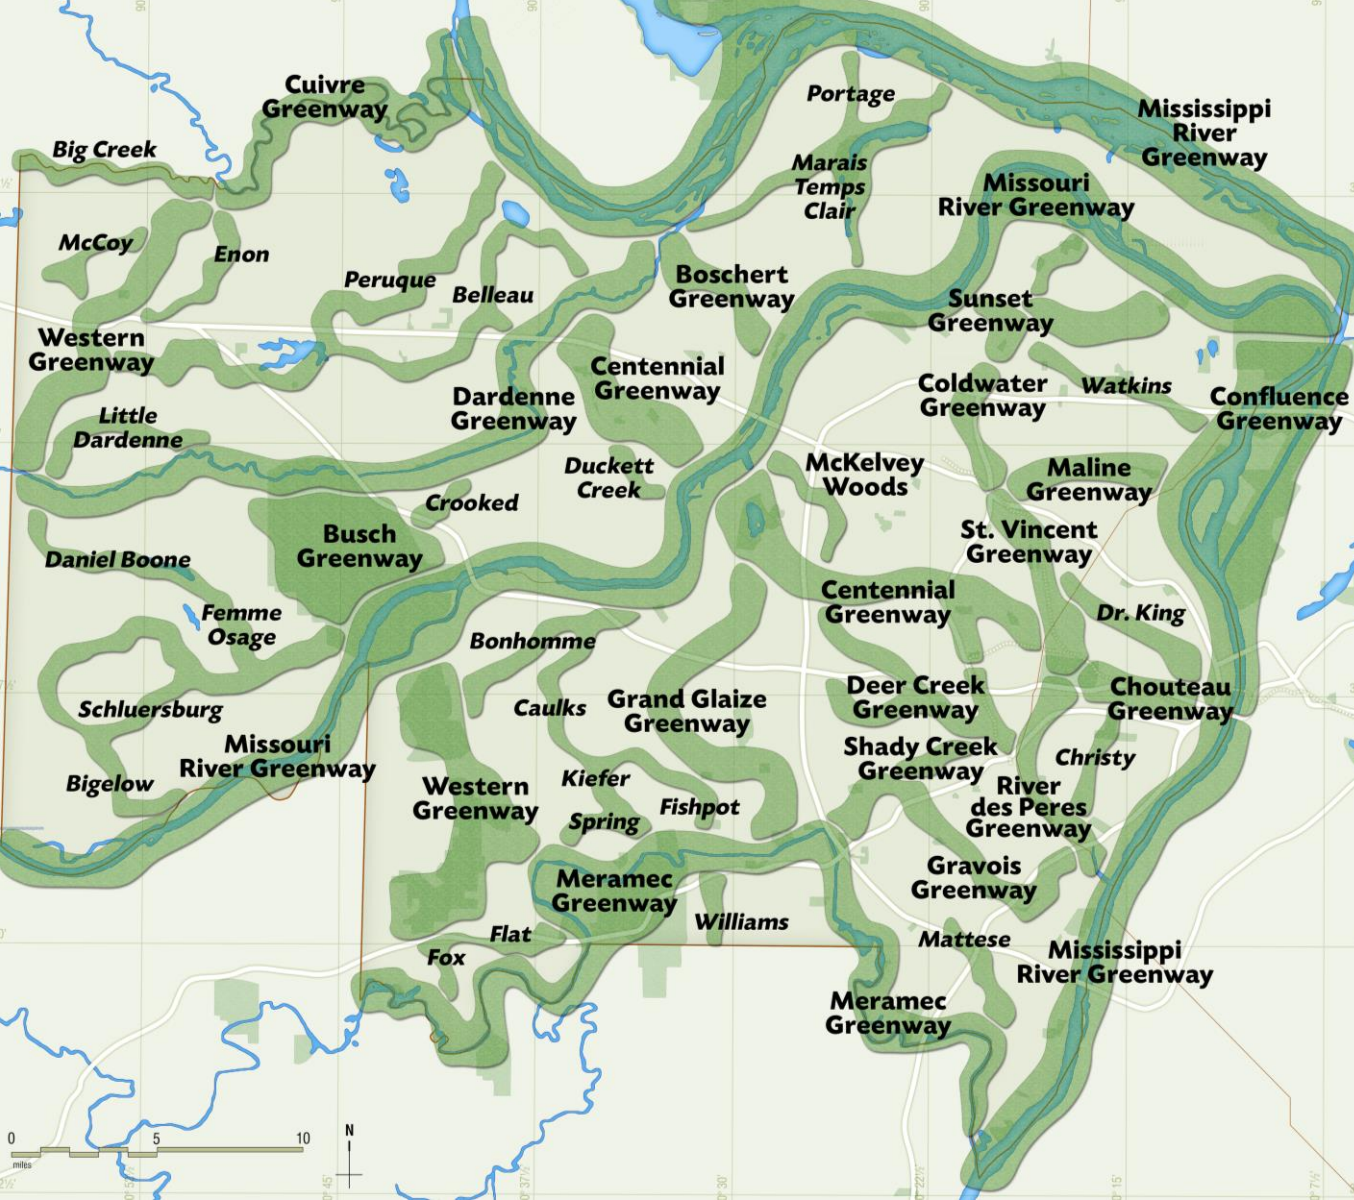 Cuivre
Greenway
Big Creek
Portage
Mississippi
River
Greenway
Marais
Temps
Clair
Missouri
River Greenway
McCoy
Enon
Peruque
Belleau
Boschert
Greenway
Sunset
Greenway
Western
Greenway
Centennial
Greenway
Dardenne
Greenway
Coldwater
Greenway
Watkins
Confluence
Greenway
Little
Dardenne
Duckett
Creek
McKelvey
Woods
Maline
Greenway
Crooked
Busch
Greenway
St. Vincent
Greenway
Daniel Boone
Femme
Osage
Centennial
Greenway
Dr. King
Bonhomme
Schluersburg
Caulks
Grand Glaize
Greenway
Deer Creek
Greenway
Chouteau
Greenway
Missouri
River Greenway
Shady Creek
Greenway
Christy
Bigelow
Western
Greenway
Kiefer
Fishpot
Spring
River
des Peres
Greenway
Meramec
Greenway
Gravois
Greenway
Williams
Flat
Fox
Mattese
Mississippi
River Greenway
Meramec
Greenway
0 5 10
miles
N